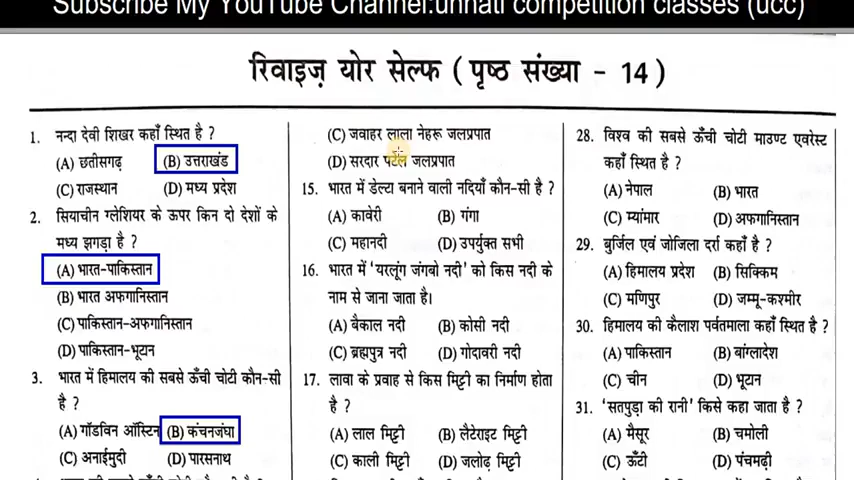 Subscribe My YouTube Channel:unnati competition classes (ucc)
रिवाइज़ योर सेल्फ ( पृष्ठ संख्या - 14 )
1. नन्दा देवी शिखर कहाँ स्थित है ?
(A) छतीसगढ़ (B) उत्तराखंड
(C) राजस्थान (D) मध्य प्रदेश
2. सियाचीन ग्लेशियर के ऊपर किन दो देशों के
मध्य झगड़ा है ?
(A) भारत-पाकिस्तान
(B) भारत अफगानिस्तान
(C) पाकिस्तान-अफगानिस्तान
(D) पाकिस्तान-भूटान
3. भारत में हिमालय की सबसे ऊँची चोटी कौन-सी
है ?
(A) गॉडविन ऑस्टिन (B) कंचनजंघा
(C) अनाईमुदी (D) पारसनाथ
(C) जवाहर लाला नेहरू जलप्रपात
(D) सरदार पटेल जलप्रपात
15. भारत में डेल्टा बनाने वाली नदियाँ कौन-सी है ?
(A) कावेरी (B) गंगा
(C) महानदी (D) उपर्युक्त सभी
16. भारत में 'यरलूंग जंगबो नदी' को किस नदी के
नाम से जाना जाता है।
(A) बैकाल नदी (B) कोसी नदी
(C) ब्रह्मपुत्र नदी (D) गोदावरी नदी
17. लावा के प्रवाह से किस मिट्टी का निर्माण होता
है ?
(A) लाल मिट्टी (B) लैटेराइट मिट्टी
(C) काली मिट्टी (D) जलोढ़ मिट्टी
28. विश्व की सबसे ऊँची चोटी माउण्ट एवरेस्ट
कहाँ स्थित है ?
(A) नेपाल (B) भारत
(C) म्यांमार (D) अफगानिस्तान
29. बुर्जिल एवं जोजिला दर्रा कहाँ है ?
(A) हिमालय प्रदेश (B) सिक्किम
(C) मणिपुर (D) जम्मू-कश्मीर
30. हिमालय की कैलाश पर्वतमाला कहाँ स्थित है ?
(A) पाकिस्तान (B) बांग्लादेश
(C) चीन (D) भूटान
31. 'सतपुड़ा की रानी' किसे कहा जाता है ?
(A) मैसूर (B) चमोली
(C) ऊँटी (D) पंचमढ़ी